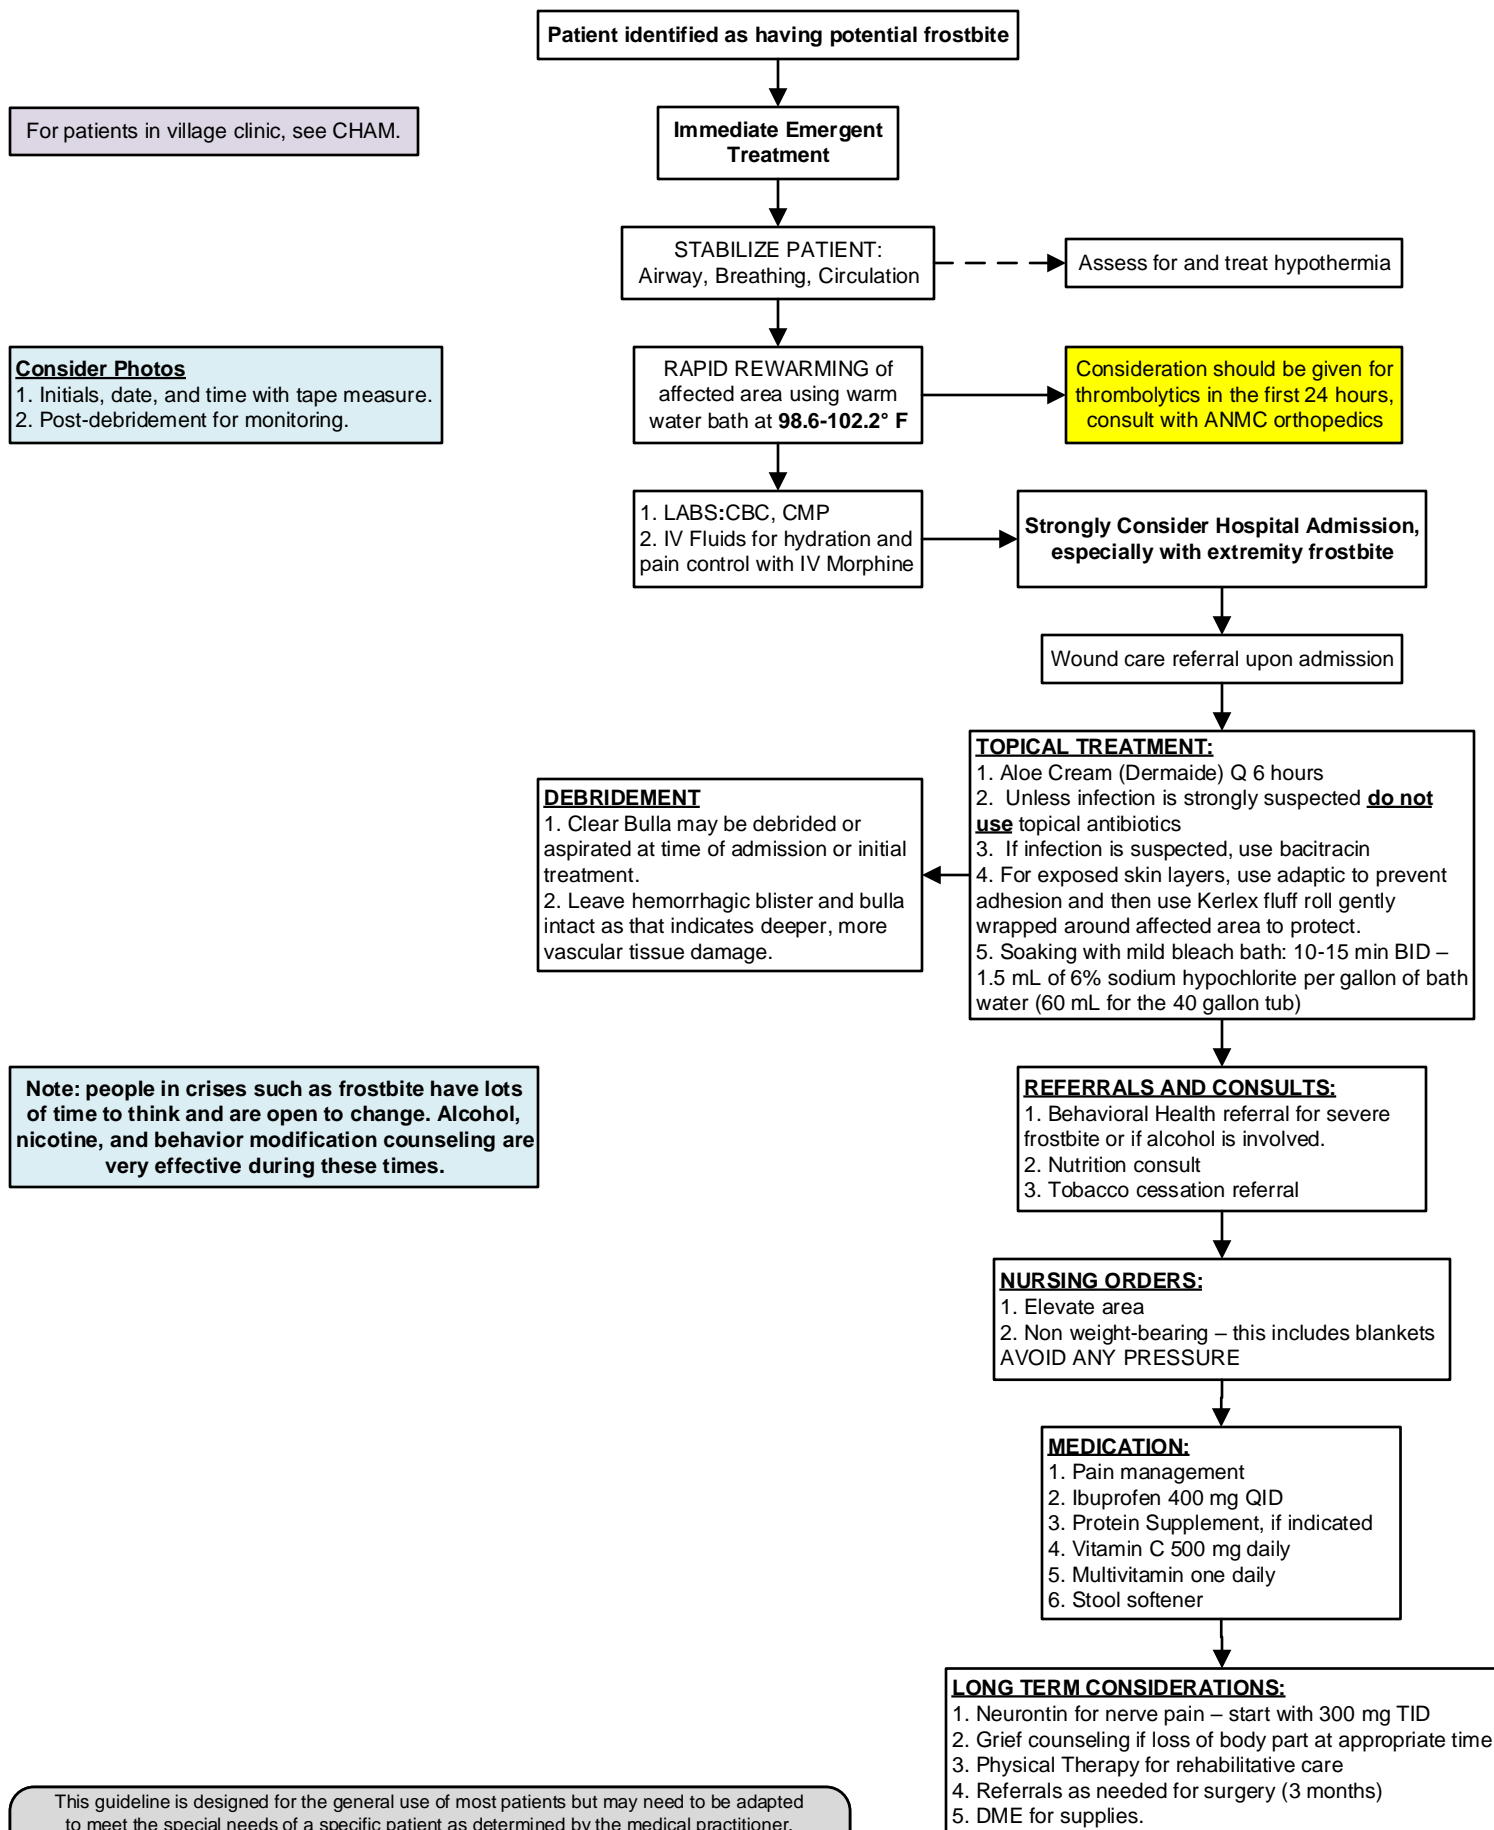 Patient identified as having potential frostbite
For patients in village clinic, see CHAM.
Immediate Emergent
Treatment
STABILIZE PATIENT:
Airway, Breathing, Circulation
Assess for and treat hypothermia
Consider Photos
1. Initials, date, and time with tape measure.
2. Post-debridement for monitoring.
RAPID REWARMING of
affected area using warm
water bath at 98.6-102.2° F
Consideration should be given for
thrombolytics in the first 24 hours,
consult with ANMC orthopedics
1. LABS:CBC, CMP
2. IV Fluids for hydration and
pain control with IV Morphine
Strongly Consider Hospital Admission,
especially with extremity frostbite
Wound care referral upon admission
TOPICAL TREATMENT:
1. Aloe Cream (Dermaide) Q 6 hours
2.  Unless infection is strongly suspected do not
use topical antibiotics
3.  If infection is suspected, use bacitracin
4. For exposed skin layers, use adaptic to prevent
adhesion and then use Kerlex fluff roll gently
wrapped around affected area to protect.
5. Soaking with mild bleach bath: 10-15 min BID –
1.5 mL of 6% sodium hypochlorite per gallon of bath
water (60 mL for the 40 gallon tub)
DEBRIDEMENT
1. Clear Bulla may be debrided or
aspirated at time of admission or initial
treatment.
2. Leave hemorrhagic blister and bulla
intact as that indicates deeper, more
vascular tissue damage.
Note: people in crises such as frostbite have lots
of time to think and are open to change. Alcohol,
nicotine, and behavior modification counseling are
very effective during these times.
REFERRALS AND CONSULTS:
1. Behavioral Health referral for severe
frostbite or if alcohol is involved.
2. Nutrition consult
3. Tobacco cessation referral
NURSING ORDERS:
1. Elevate area
2. Non weight-bearing – this includes blankets
AVOID ANY PRESSURE
MEDICATION:
1. Pain management
2. Ibuprofen 400 mg QID
3. Protein Supplement, if indicated
4. Vitamin C 500 mg daily
5. Multivitamin one daily
6. Stool softener
LONG TERM CONSIDERATIONS:
1. Neurontin for nerve pain – start with 300 mg TID
2. Grief counseling if loss of body part at appropriate time
3. Physical Therapy for rehabilitative care
4. Referrals as needed for surgery (3 months)
5. DME for supplies.
This guideline is designed for the general use of most patients but may need to be adapted
to meet the special needs of a specific patient as determined by the medical practitioner.